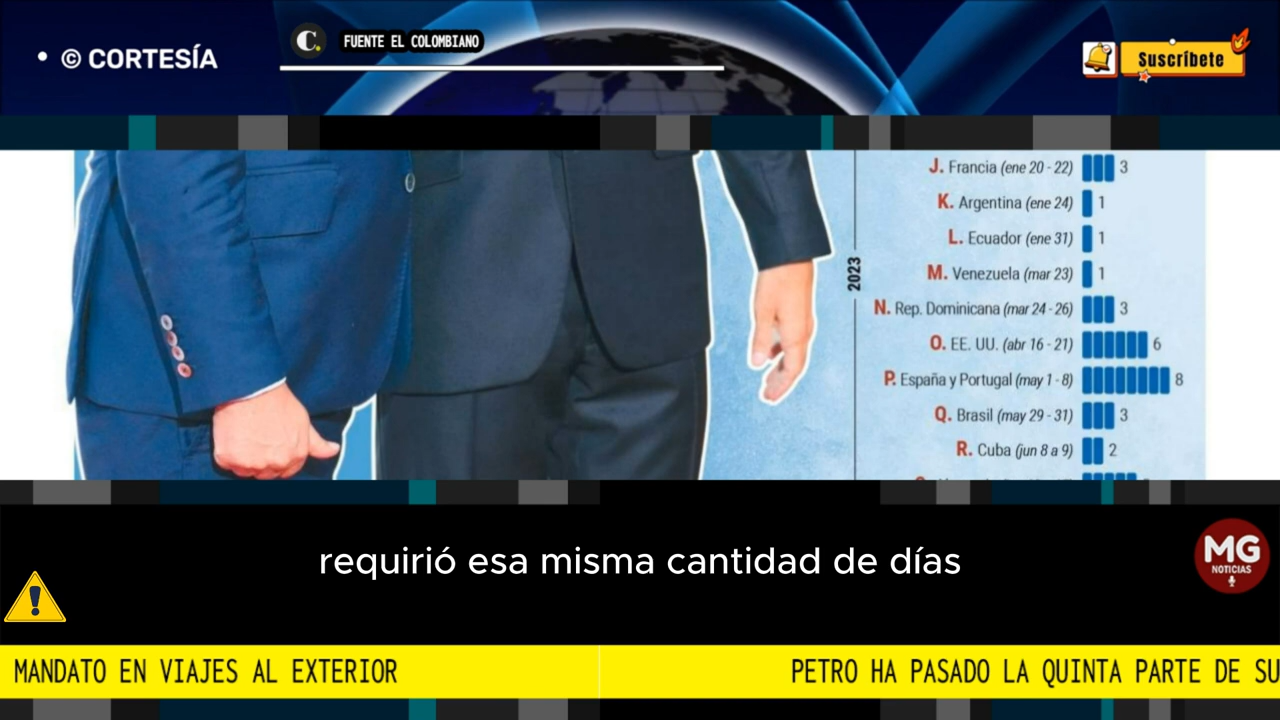 © CORTESÍA
C.
FUENTE EL COLOMBIANO
Suscríbete
2023
J. Francia (ene 20 - 22) 3
K. Argentina (ene 24) 1
L. Ecuador (ene 31) 1
M. Venezuela (mar 23) 1
N. Rep. Dominicana (mar 24 - 26) 3
O. EE. UU. (abr 16 - 21) 6
P. España y Portugal (may 1 - 8) 8
Q. Brasil (may 29 - 31) 3
R. Cuba (jun 8 a 9) 2
requirió esa misma cantidad de días
MG
NOTICIAS
MANDATO EN VIAJES AL EXTERIOR
PETRO HA PASADO LA QUINTA PARTE DE SU